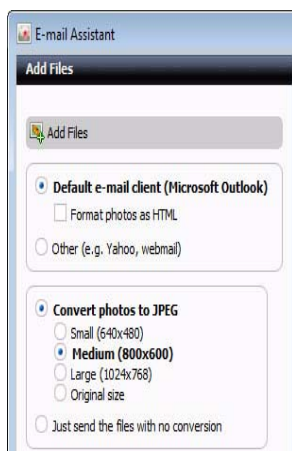 E-mail Assistant
Add Files
Add Files
Default e-mail client (Microsoft Outlook)
Format photos as HTML
Other (e.g. Yahoo, webmail)
Convert photos to JPEG
Small (640x480)
Medium (800x600)
Large (1024x768)
Original size
Just send the files with no conversion